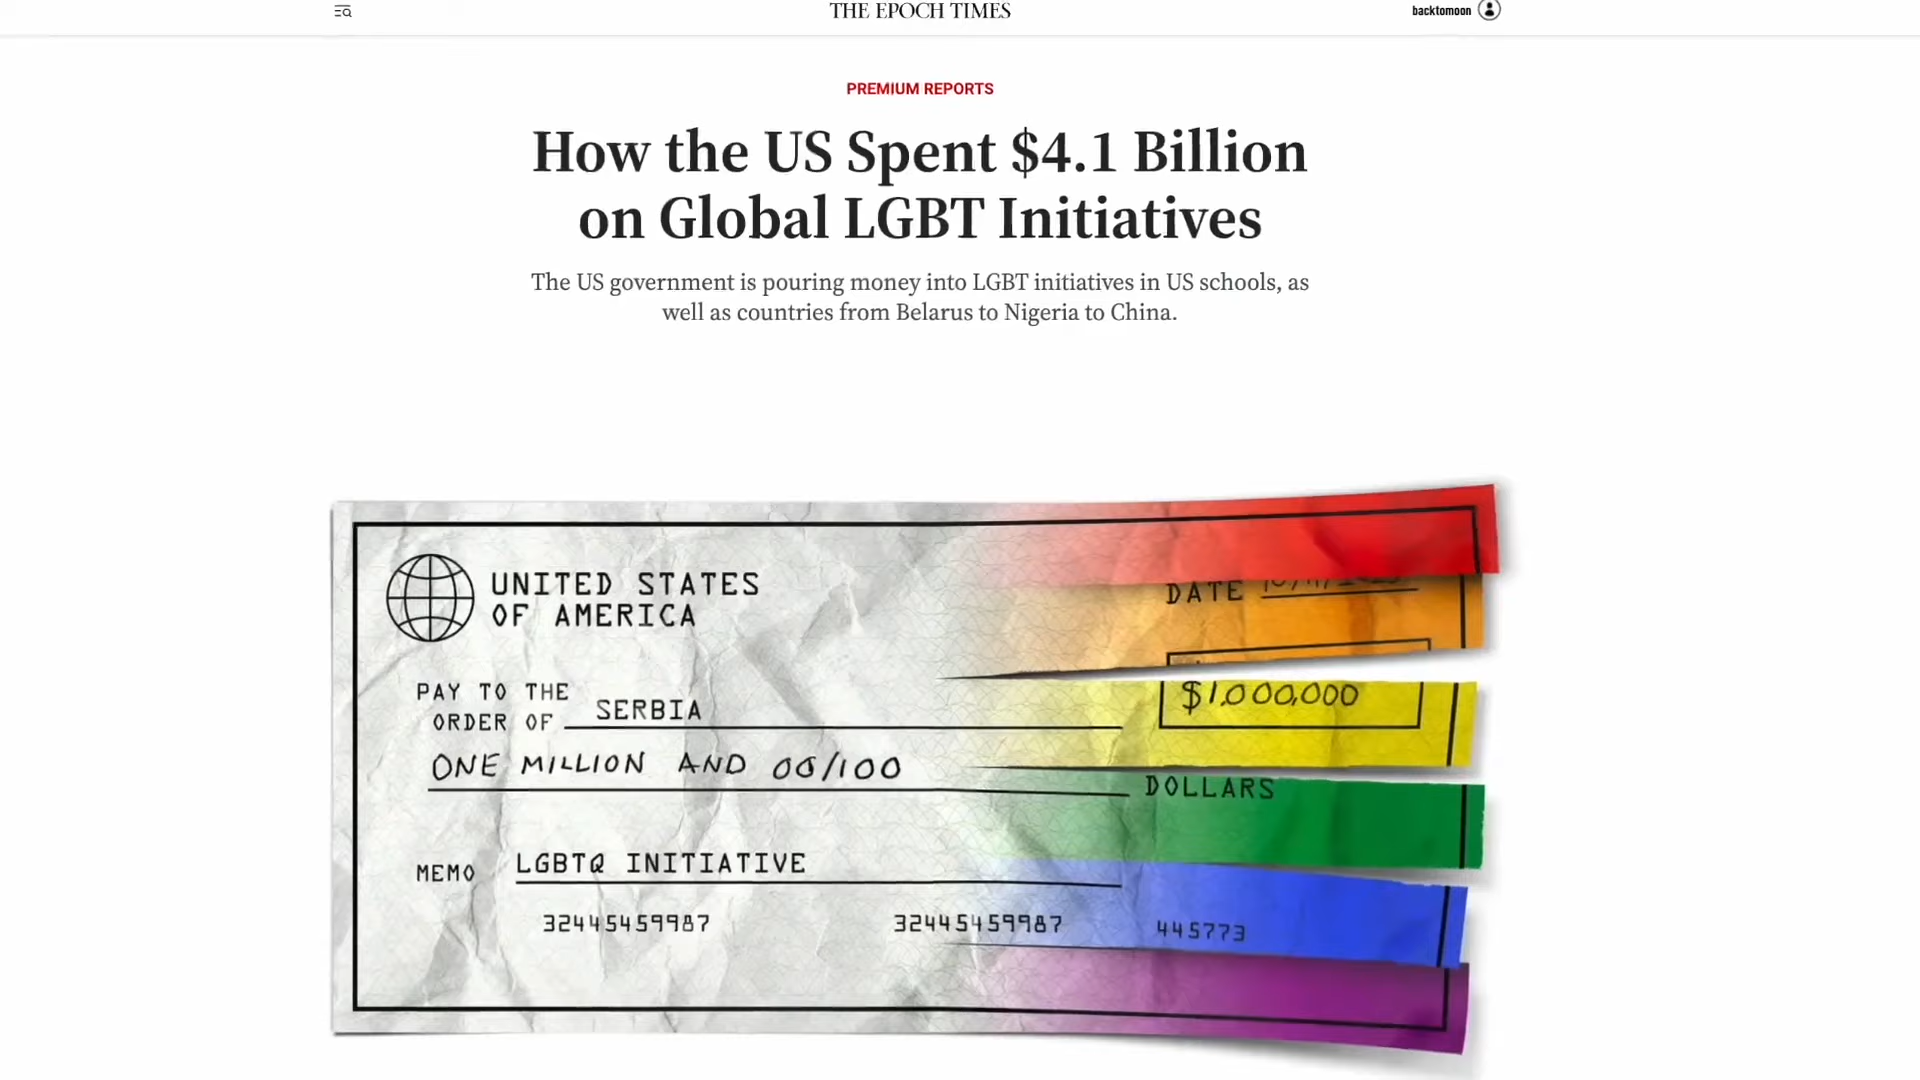 THE EPOCH TIMES
backtomoon
PREMIUM REPORTS
How the US Spent $4.1 Billion
on Global LGBT Initiatives
The US government is pouring money into LGBT initiatives in US schools, as
well as countries from Belarus to Nigeria to China.
UNITED STATES
OF AMERICA
DATE
PAY TO THE
ORDER OF SERBIA
$1,000,000
ONE MILLION AND 00/100
DOLLARS
MEMO LGBTQ INITIATIVE
32445459987 32445459987 445773